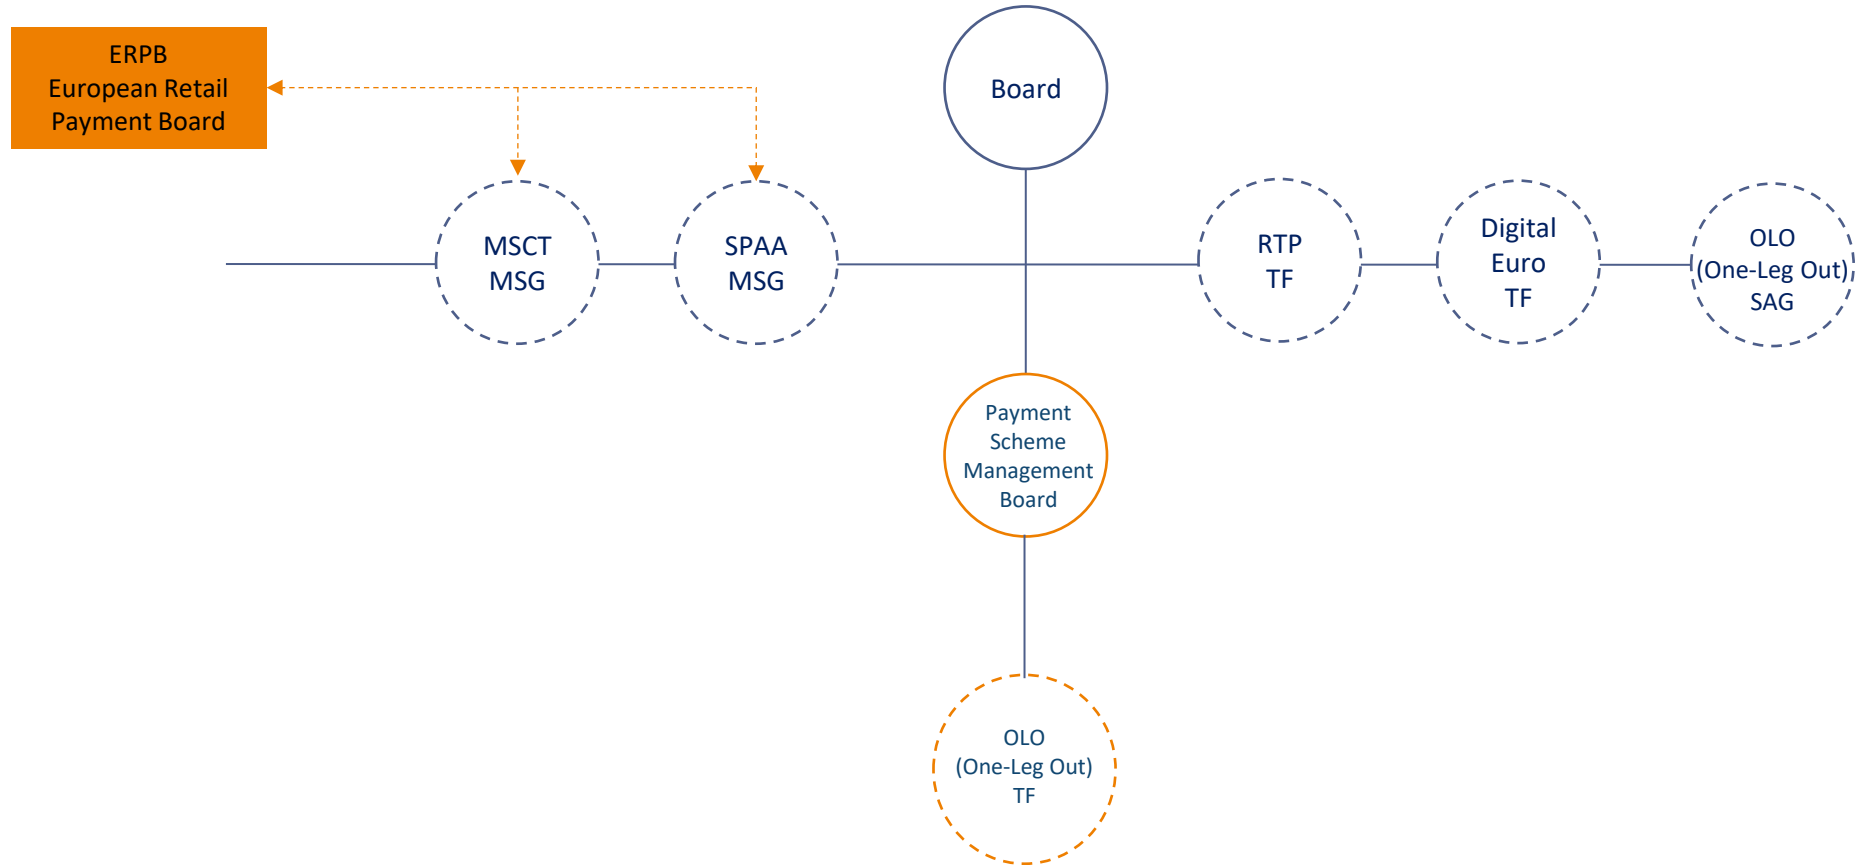 ERPB
European Retail
Payment Board
Board
MSCT
MSG
SPAA
MSG
RTP
TF
Digital
Euro
TF
OLO
(One-Leg Out)
SAG
Payment
Scheme
Management
Board
OLO
(One-Leg Out)
TF